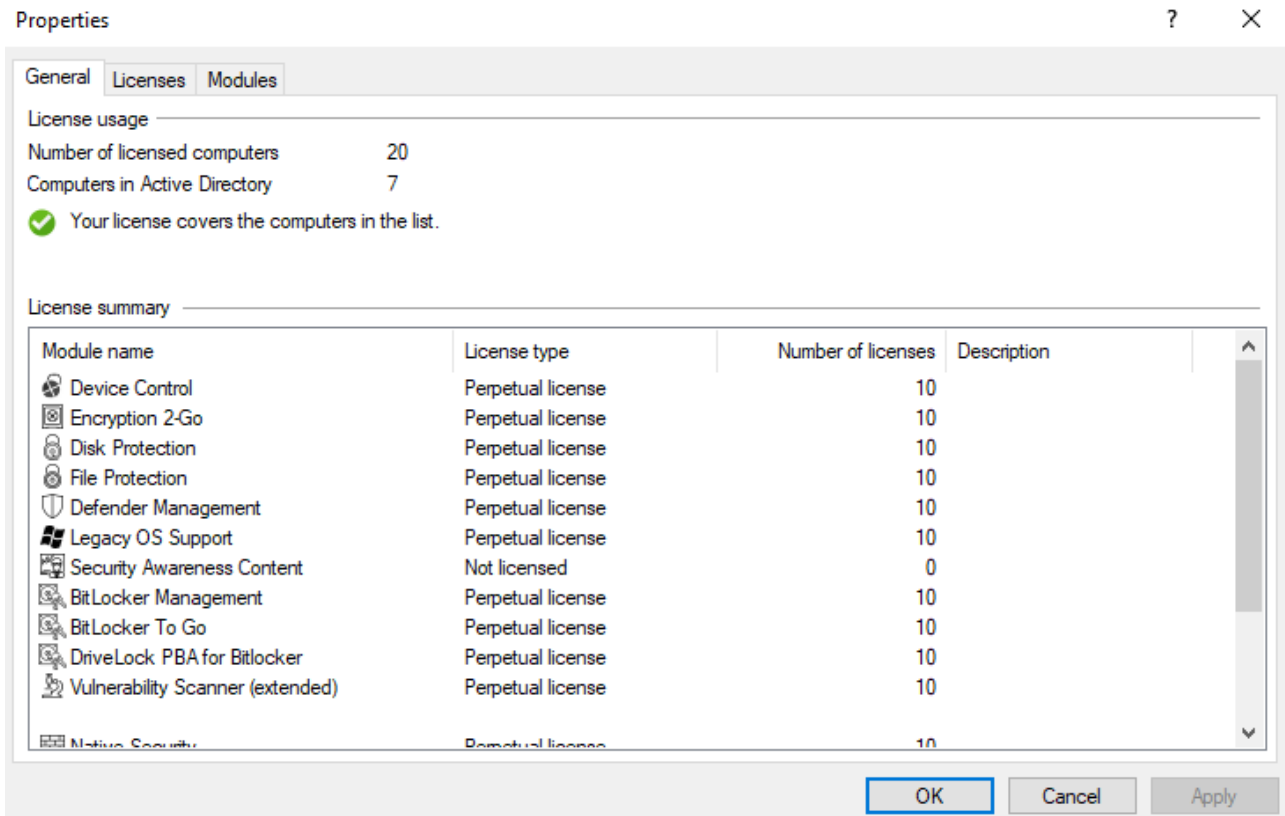 Properties
General Licenses Modules
License usage
Number of licensed computers 20
Computers in Active Directory 7
Your license covers the computers in the list.
License summary
Module name License type Number of licenses Description
Device Control Perpetual license 10
Encryption 2-Go Perpetual license 10
Disk Protection Perpetual license 10
File Protection Perpetual license 10
Defender Management Perpetual license 10
Legacy OS Support Perpetual license 10
Security Awareness Content Not licensed 0
BitLocker Management Perpetual license 10
BitLocker To Go Perpetual license 10
DriveLock PBA for Bitlocker Perpetual license 10
Vulnerability Scanner (extended) Perpetual license 10
Native Security Perpetual license 10
OK Cancel Apply